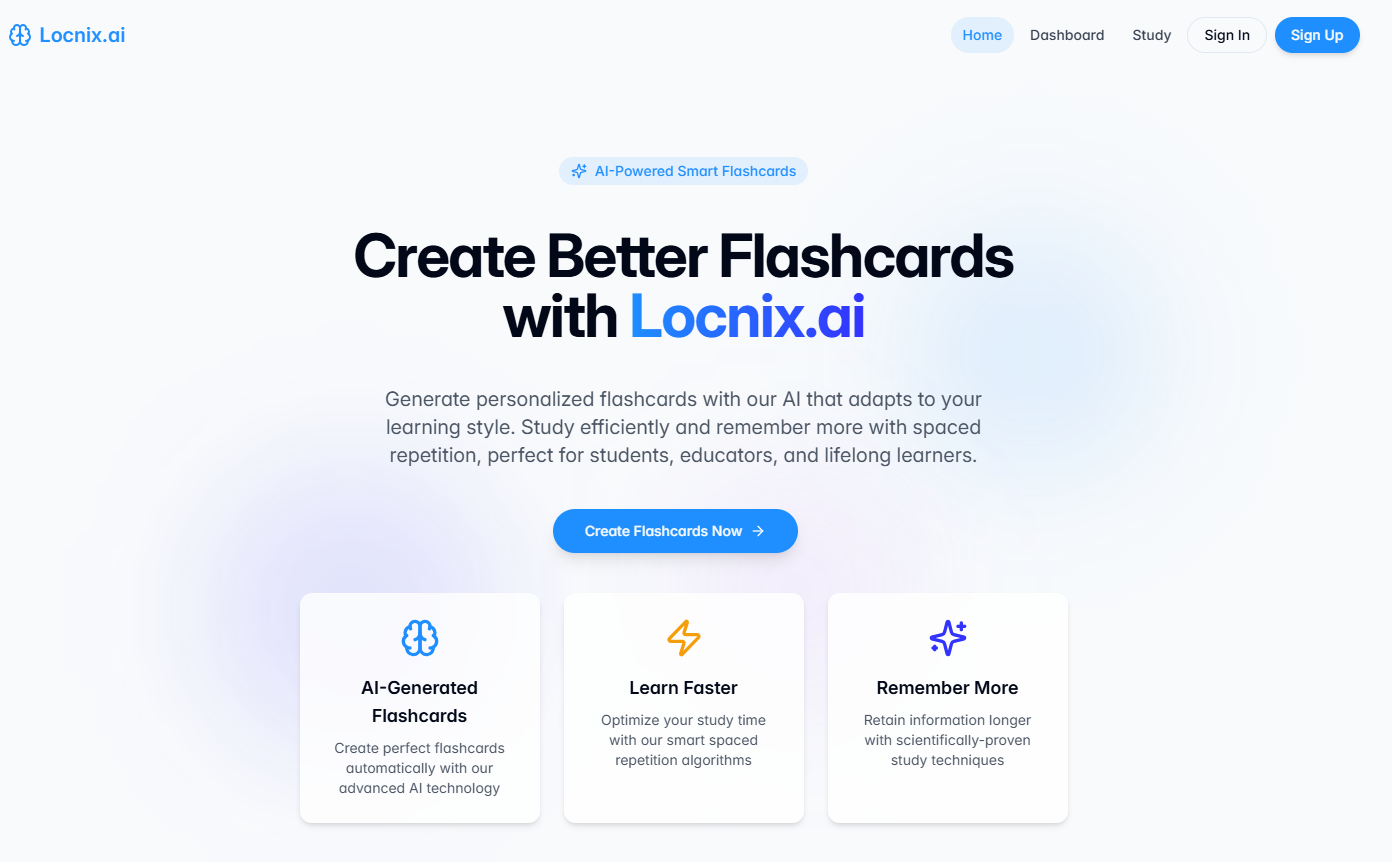 Locnix.ai
Home
Dashboard
Study
Sign In
Sign Up
AI-Powered Smart Flashcards
Create Better Flashcards
with Locnix.ai
Generate personalized flashcards with our AI that adapts to your
learning style. Study efficiently and remember more with spaced
repetition, perfect for students, educators, and lifelong learners.
Create Flashcards Now
AI-Generated
Flashcards
Create perfect flashcards
automatically with our
advanced AI technology
Learn Faster
Optimize your study time
with our smart spaced
repetition algorithms
Remember More
Retain information longer
with scientifically-proven
study techniques